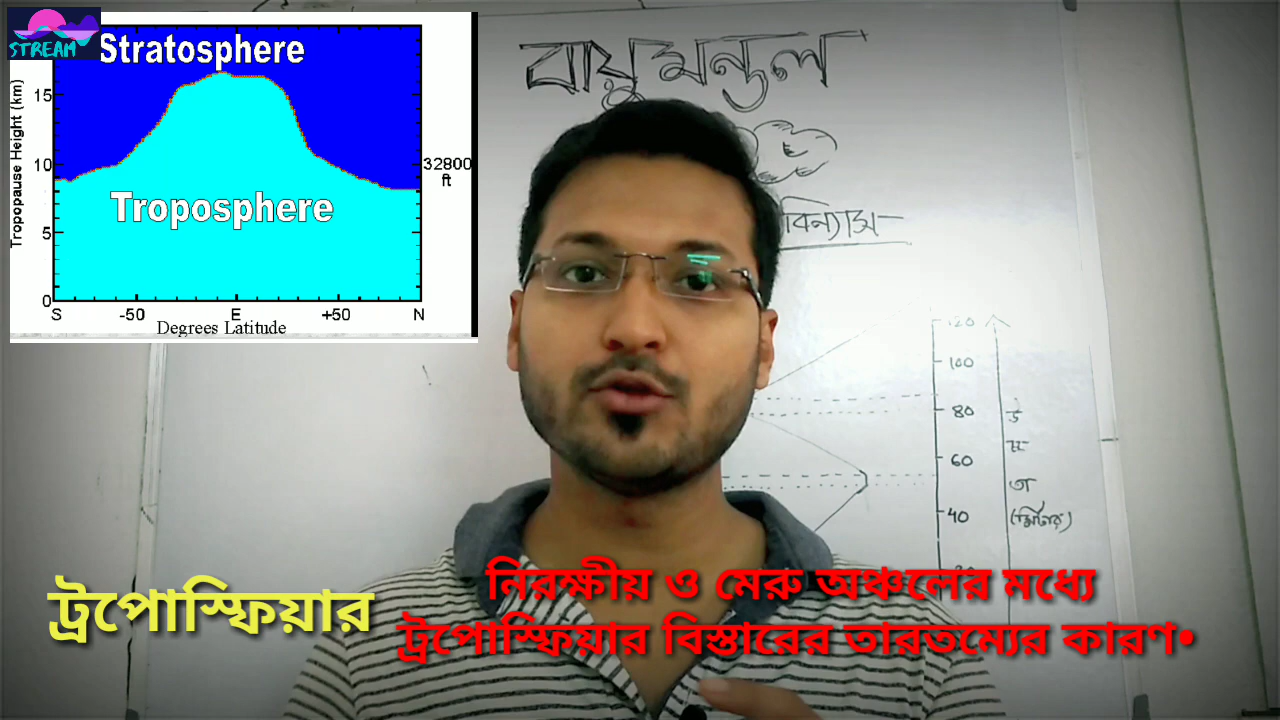 STREAM
Stratosphere
Troposphere
Tropopause Height (km)
15
10
5
0
32800
ft
S -50 E +50 N
Degrees Latitude
বায়ুমন্ডল
বিন্যাস
120
100
80
60
40
উ
চ্চ
তা
ট্রপোস্ফিয়ার
নিরক্ষীয় ও মেরু অঞ্চলের মধ্যে
ট্রপোস্ফিয়ার বিস্তারের তারতম্যের কারণ•